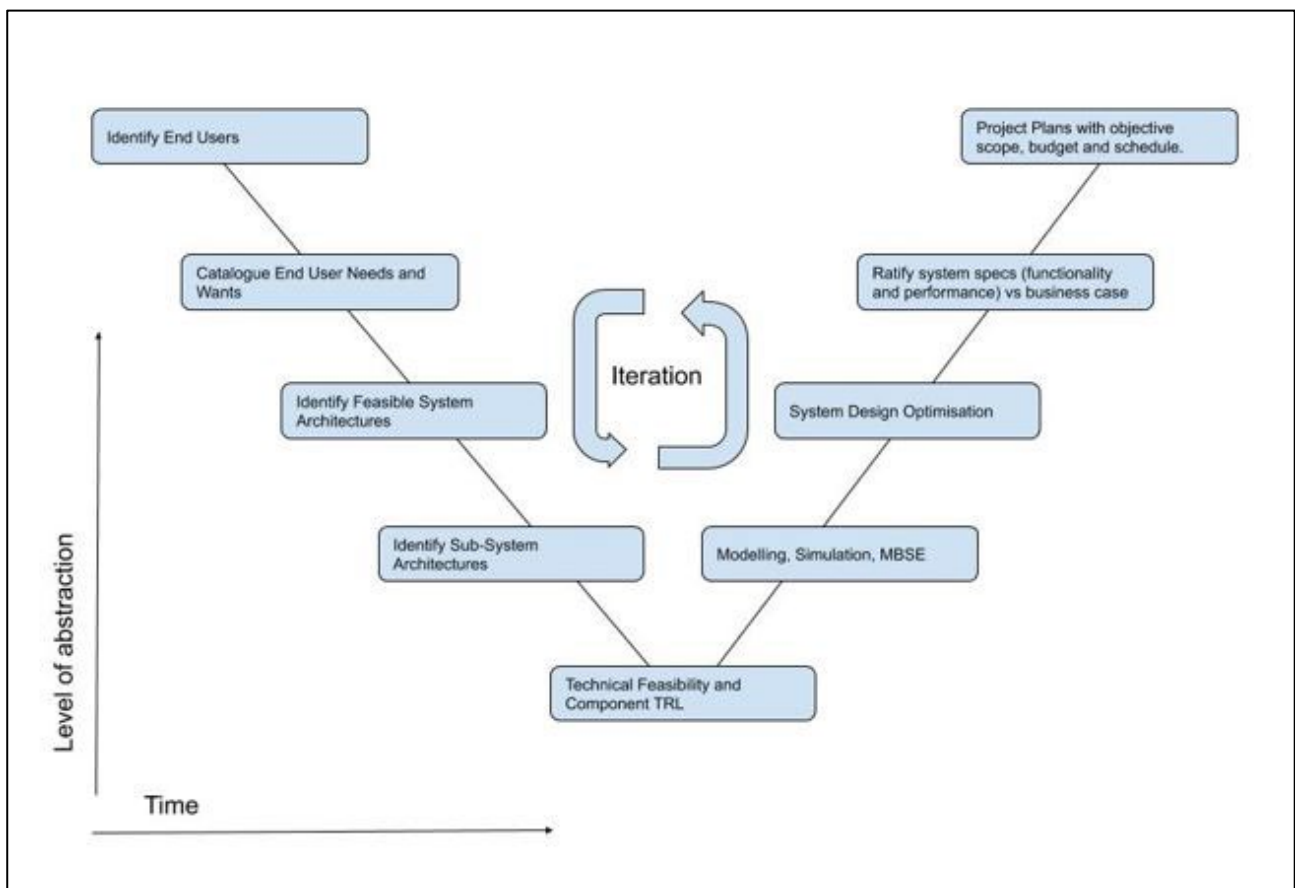 Identify End Users
Project Plans with objective
scope, budget and schedule.
Catalogue End User Needs and
Wants
Ratify system specs (functionality
and performance) vs business case
Iteration
Identify Feasible System
Architectures
System Design Optimisation
Identify Sub-System
Architectures
Modelling, Simulation, MBSE
Technical Feasibility and
Component TRL
Level of abstraction
Time